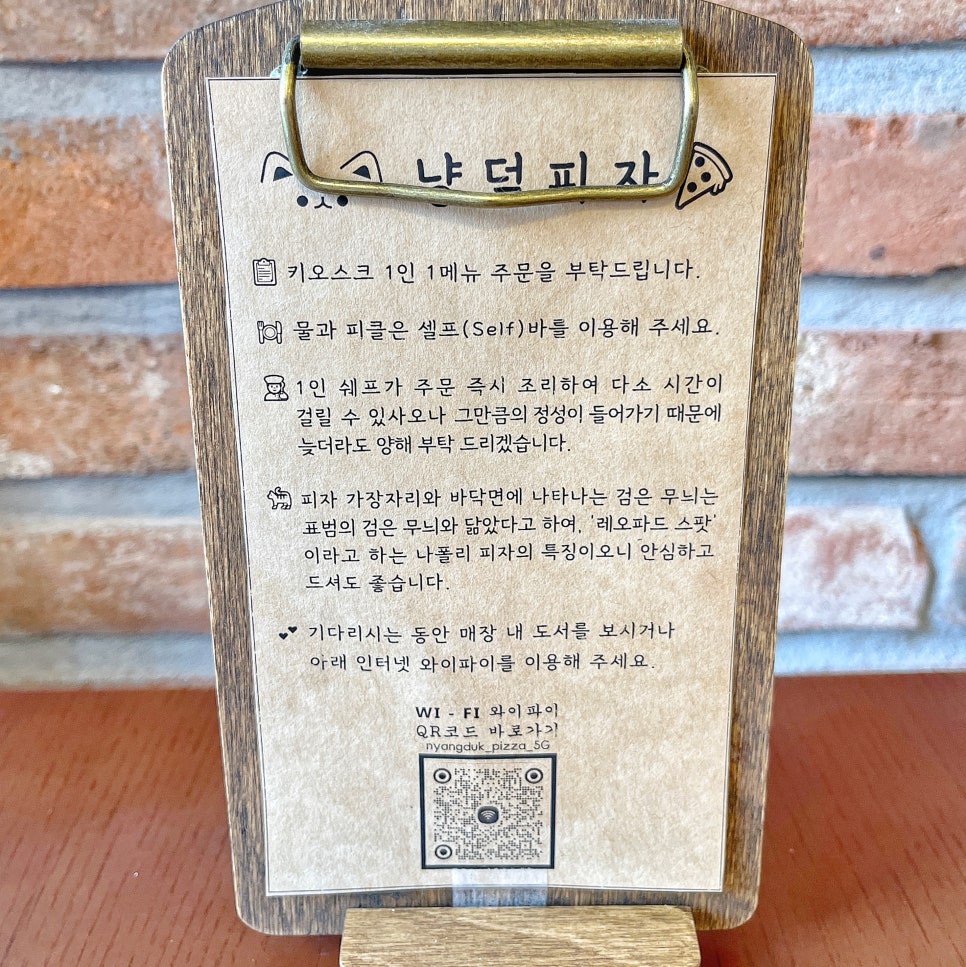 냥덕피자
키오스크 1인 1메뉴 주문을 부탁드립니다.
물과 피클은 셀프(Self)바를 이용해 주세요.
1인 쉐프가 주문 즉시 조리하여 다소 시간이
걸릴 수 있사오나 그만큼의 정성이 들어가기 때문에
늦더라도 양해 부탁 드리겠습니다.
피자 가장자리와 바닥면에 나타나는 검은 무늬는
표범의 검은 무늬와 닮았다고 하여, '레오파드 스팟'
이라고 하는 나폴리 피자의 특징이오니 안심하고
드셔도 좋습니다.
기다리시는 동안 매장 내 도서를 보시거나
아래 인터넷 와이파이를 이용해 주세요.
WI - FI 와이파이
QR코드 바로가기
nyangduk_pizza_5G